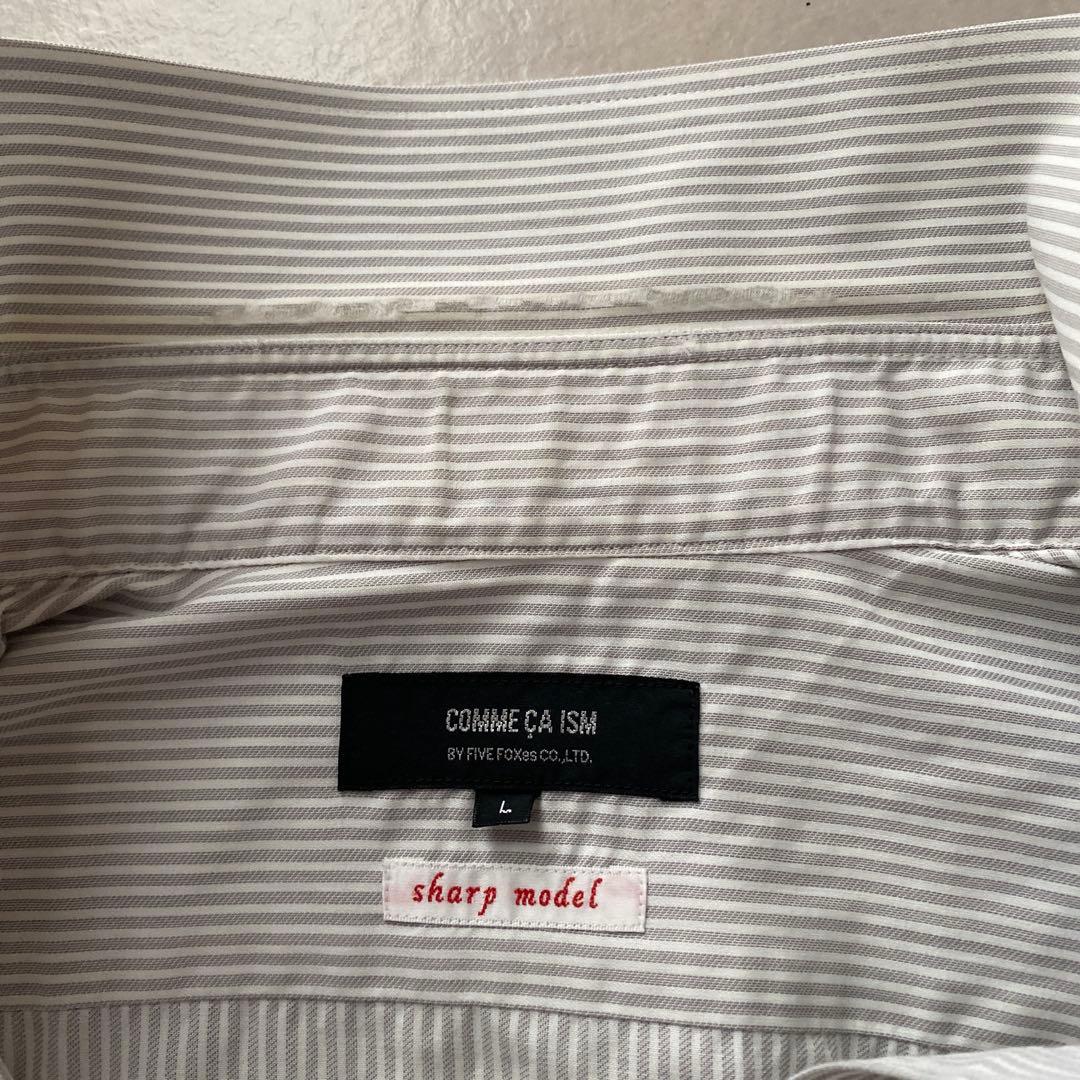 COMME ÇA ISM
BY FIVE FOXes CO.,LTD.
L
sharp model